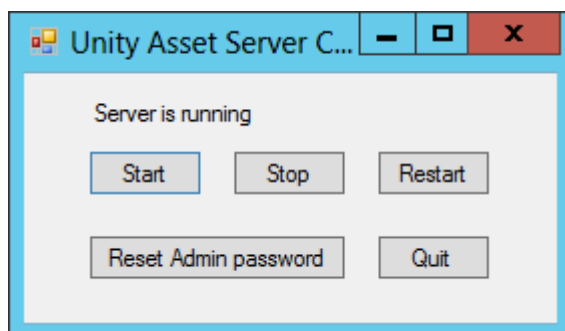 Unity Asset Server C...
Server is running
Start Stop Restart
Reset Admin password Quit